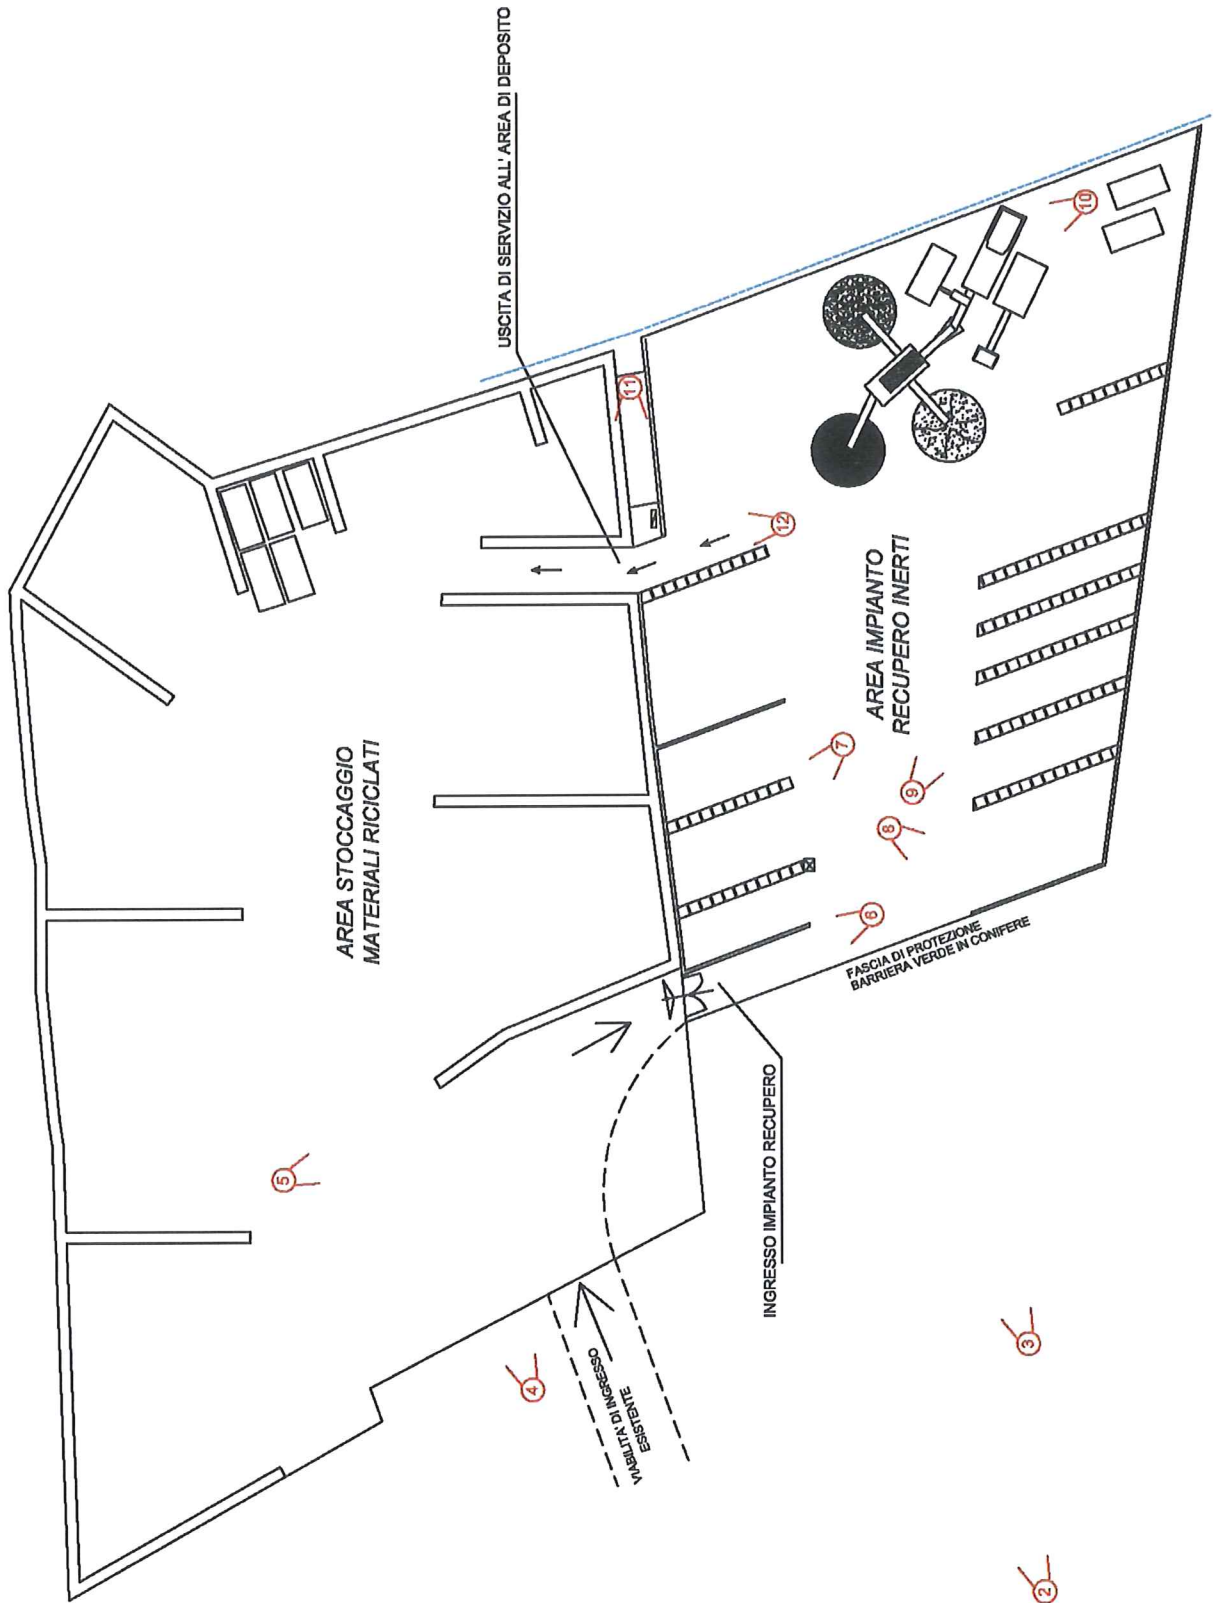 USCITA DI SERVIZIO ALL'AREA DI DEPOSITO
AREA STOCCAGGIO
MATERIALI RICICLATI
AREA IMPIANTO
RECUPERO INERTI
FASCIA DI PROTEZIONE
BARRIERA VERDE IN CONIFERE
INGRESSO IMPIANTO RECUPERO
VIABILITA' DI INGRESSO
ESISTENTE
2
3
4
5
6
7
8
9
10
11
12